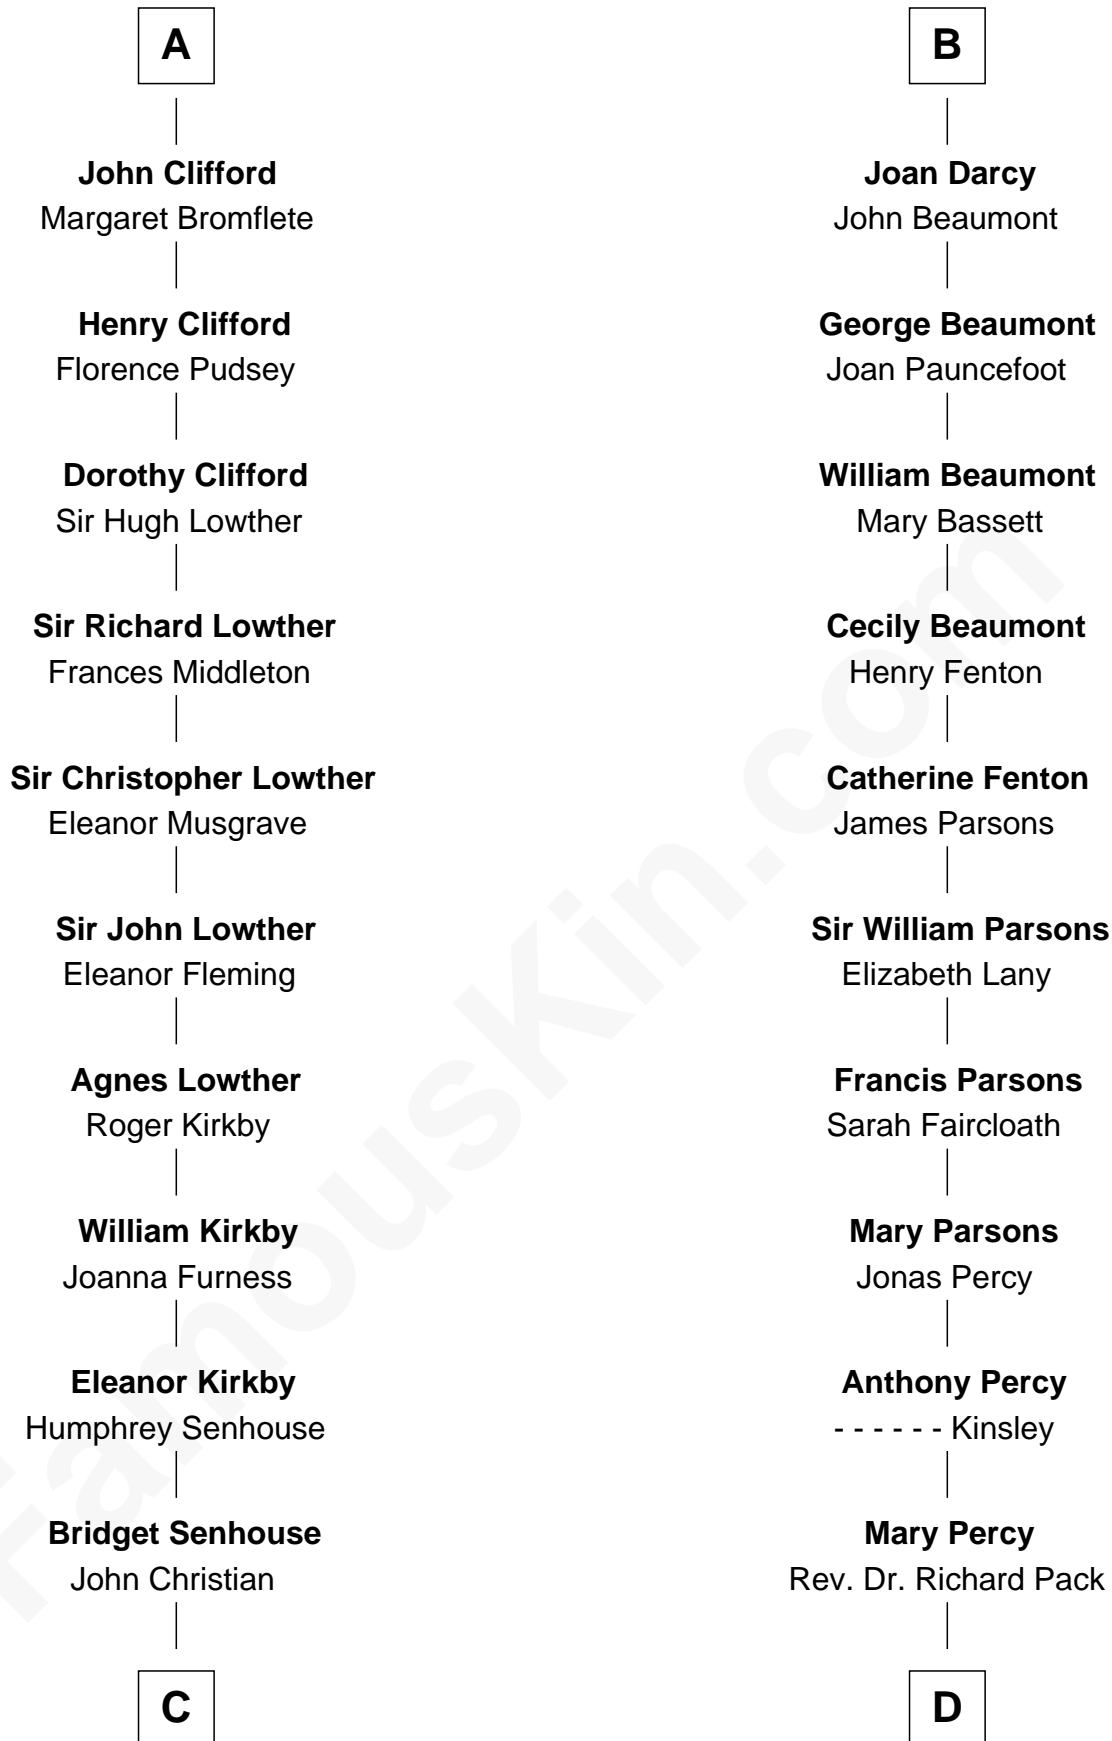 A
John Clifford
Margaret Bromflete
Henry Clifford
Florence Pudsey
Dorothy Clifford
Sir Hugh Lowther
Sir Richard Lowther
Frances Middleton
Sir Christopher Lowther
Eleanor Musgrave
Sir John Lowther
Eleanor Fleming
Agnes Lowther
Roger Kirkby
William Kirkby
Joanna Furness
Eleanor Kirkby
Humphrey Senhouse
Bridget Senhouse
John Christian
C
B
Joan Darcy
John Beaumont
George Beaumont
Joan Pauncefoot
William Beaumont
Mary Bassett
Cecily Beaumont
Henry Fenton
Catherine Fenton
James Parsons
Sir William Parsons
Elizabeth Lany
Francis Parsons
Sarah Faircloath
Mary Parsons
Jonas Percy
Anthony Percy
- - - - - - Kinsley
Mary Percy
Rev. Dr. Richard Pack
D
FamousKin.com